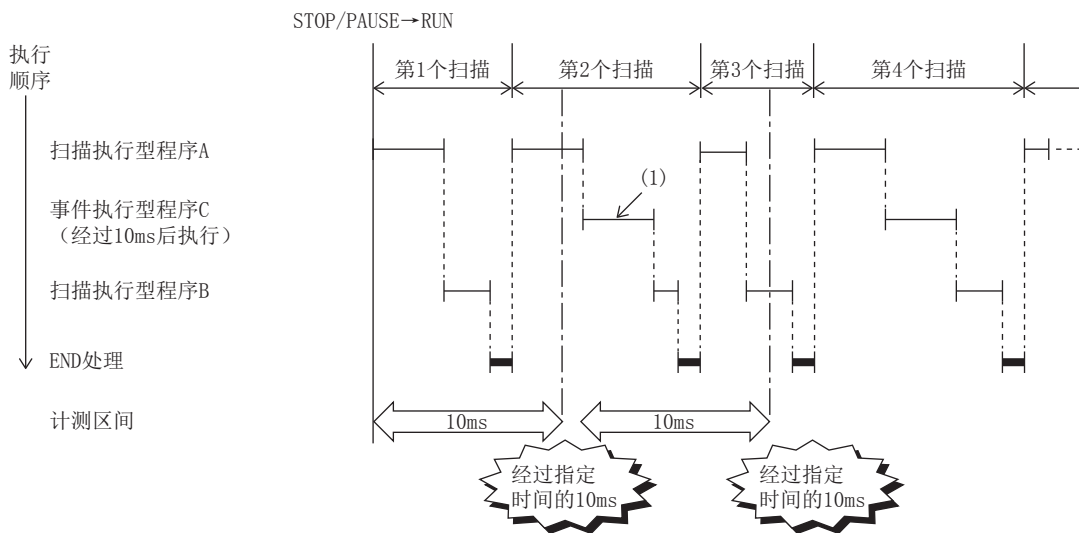 STOP/PAUSE→RUN
执行
顺序
第1个扫描
第2个扫描
第3个扫描
第4个扫描
扫描执行型程序A
(1)
事件执行型程序C
（经过10ms后执行）
扫描执行型程序B
END处理
计测区间
10ms
10ms
经过指定
时间的10ms
经过指定
时间的10ms